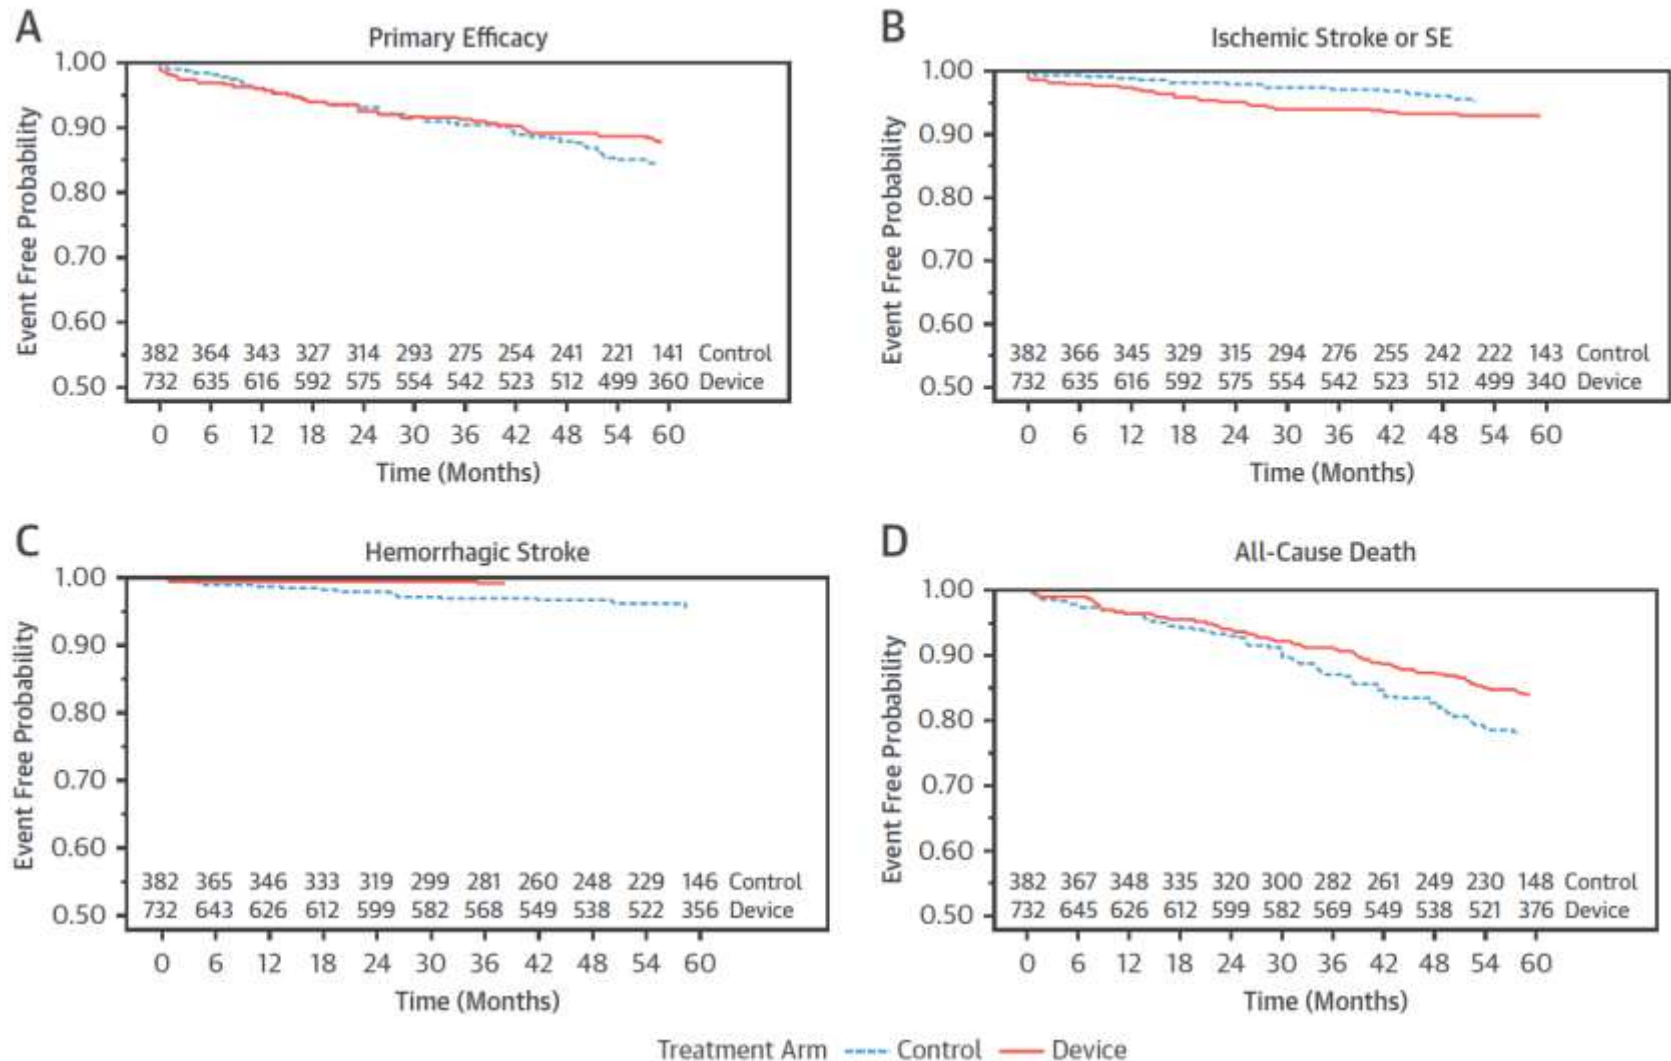 A
Primary Efficacy
Event Free Probability
1.00
0.90
0.80
0.70
0.60
0.50
382 364 343 327 314 293 275 254 241 221 141 Control
732 635 616 592 575 554 542 523 512 499 360 Device
0 6 12 18 24 30 36 42 48 54 60
Time (Months)
B
Ischemic Stroke or SE
Event Free Probability
1.00
0.90
0.80
0.70
0.60
0.50
382 366 345 329 315 294 276 255 242 222 143 Control
732 635 616 592 575 554 542 523 512 499 340 Device
0 6 12 18 24 30 36 42 48 54 60
Time (Months)
C
Hemorrhagic Stroke
Event Free Probability
1.00
0.90
0.80
0.70
0.60
0.50
382 365 346 333 319 299 281 260 248 229 146 Control
732 643 626 612 599 582 568 549 538 522 356 Device
0 6 12 18 24 30 36 42 48 54 60
Time (Months)
D
All-Cause Death
Event Free Probability
1.00
0.90
0.80
0.70
0.60
0.50
382 367 348 335 320 300 282 261 249 230 148 Control
732 645 626 612 599 582 569 549 538 521 376 Device
0 6 12 18 24 30 36 42 48 54 60
Time (Months)
Treatment Arm Control Device